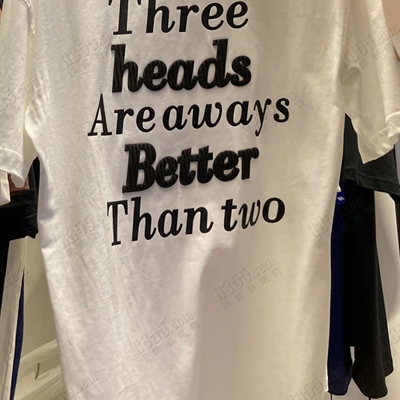 Three
heads
Are aways
Better
Than two